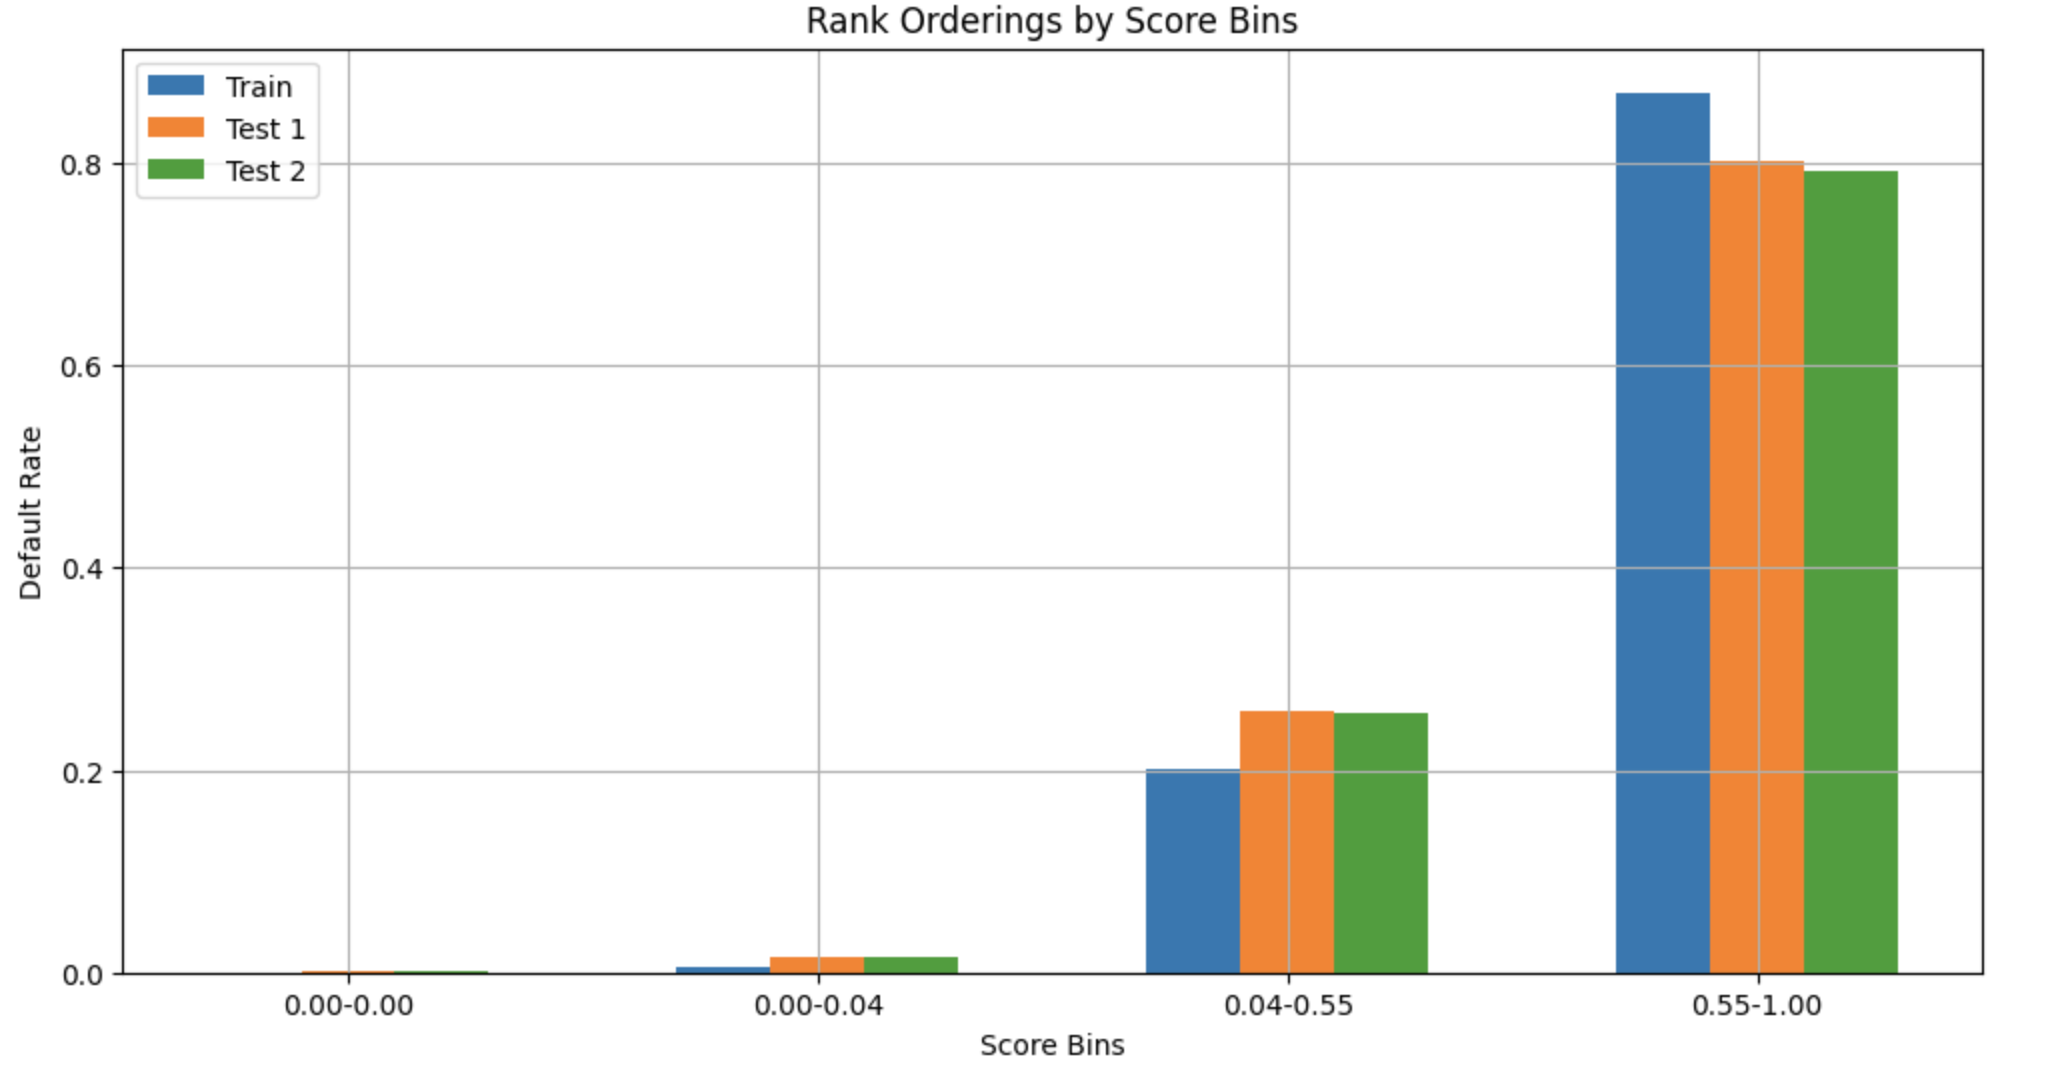 Rank Orderings by Score Bins
Train
Test 1
Test 2
0.8
0.6
0.4
0.2
0.0
Default Rate
0.00-0.00
0.00-0.04
0.04-0.55
0.55-1.00
Score Bins